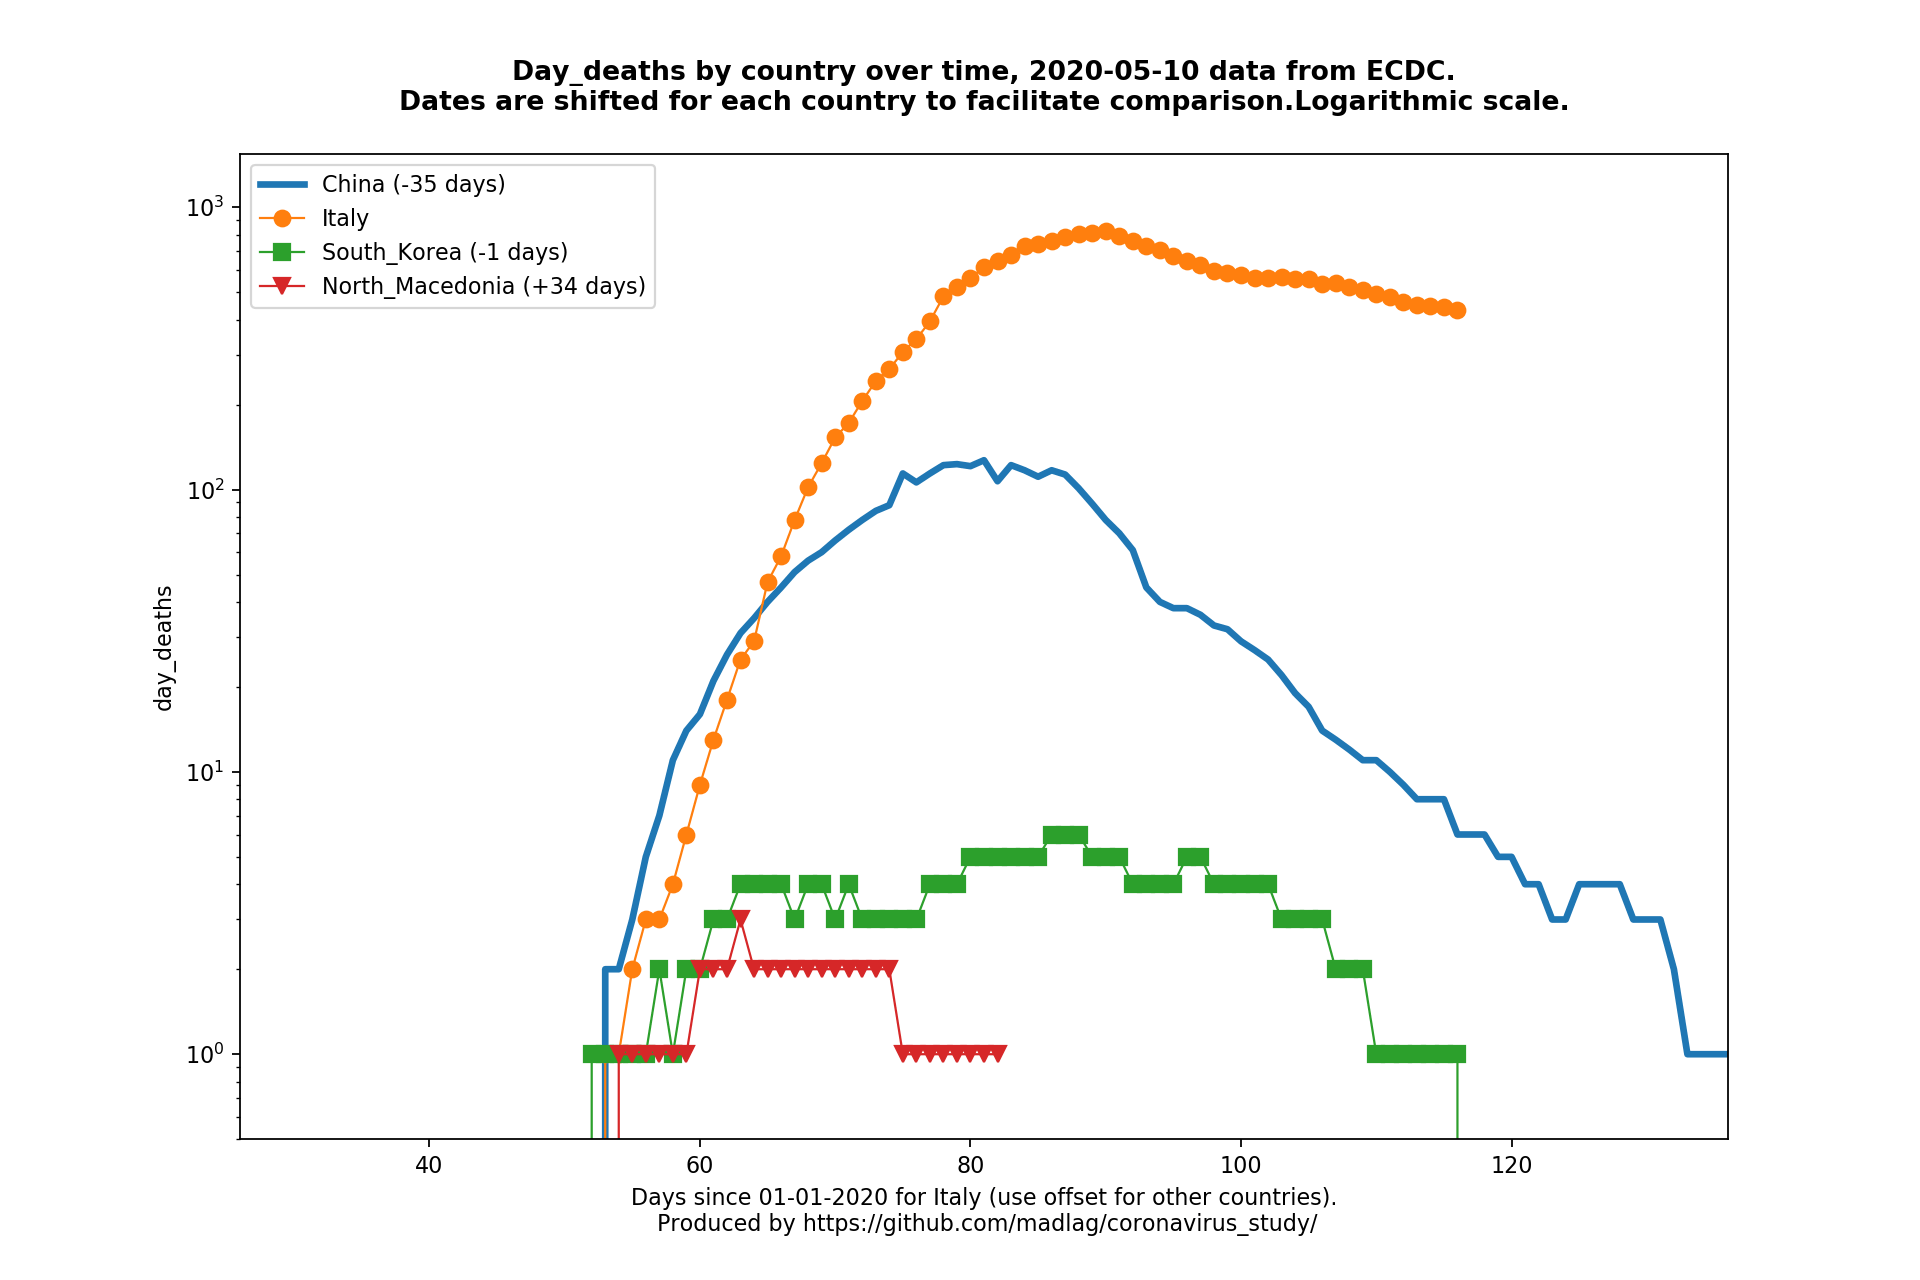 Day_deaths by country over time, 2020-05-10 data from ECDC.
Dates are shifted for each country to facilitate comparison.Logarithmic scale.
China (-35 days)
Italy
South_Korea (-1 days)
North_Macedonia (+34 days)
10³
10²
10¹
10⁰
day_deaths
40 60 80 100 120
Days since 01-01-2020 for Italy (use offset for other countries).
Produced by https://github.com/madlag/coronavirus_study/